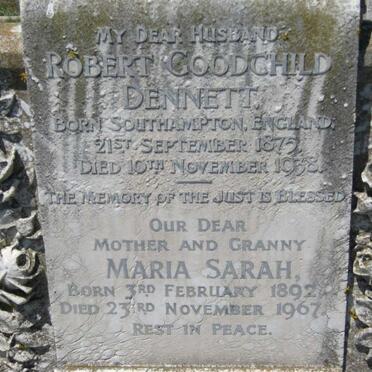 My Dear Husband
Robert Goodchild
Dennett.
Born Southampton, England,
21st September 1875,
Died 10th November 1938.
The Memory of the Just is Blessed
Our Dear
Mother and Granny
Maria Sarah,
Born 3rd February 1892,
Died 23rd November 1967.
Rest in Peace.